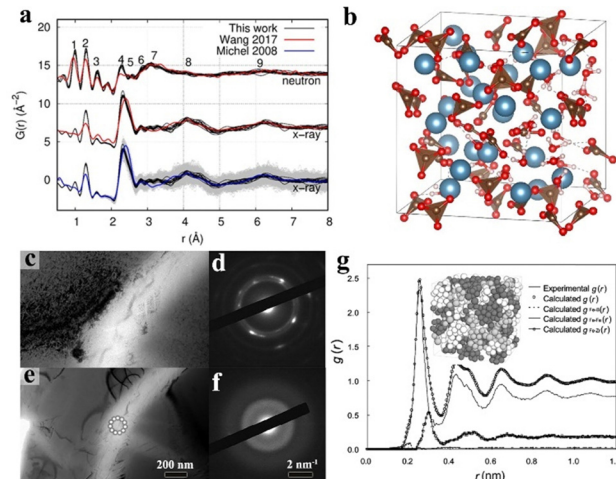 a
This work
Wang 2017
Michel 2008
1 2 3 4 5 6 7 8 9
neutron
x-ray
x-ray
G(r) (Å⁻²)
20
15
10
5
0
1 2 3 4 5 6 7 8
r (Å)
b
c
d
e
f
200 nm
2 nm⁻¹
g
Experimental g(r)
Calculated g(r)
Calculated g
Calculated g
Calculated g
g(r)
2.5
2.0
1.5
1.0
0.5
0.0
0.0 0.2 0.4 0.6 0.8 1.0 1.2
r (nm)